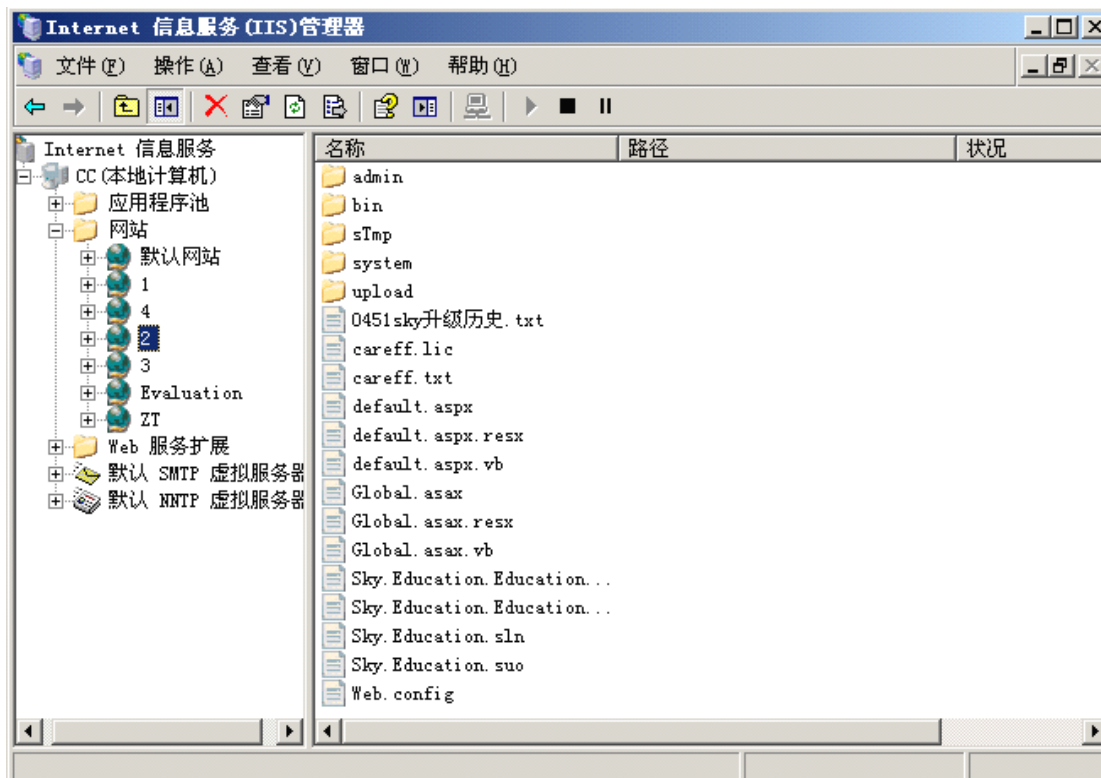 Internet 信息服务(IIS)管理器
文件(F) 操作(A) 查看(V) 窗口(W) 帮助(H)
Internet 信息服务
CC(本地计算机)
应用程序池
网站
默认网站
1
4
2
3
Evaluation
ZT
Web 服务扩展
默认 SMTP 虚拟服务器
默认 NNTP 虚拟服务器
名称 路径 状况
admin
bin
sTmp
system
upload
0451sky升级历史.txt
careff.lic
careff.txt
default.aspx
default.aspx.resx
default.aspx.vb
Global.asax
Global.asax.resx
Global.asax.vb
Sky.Education.Education...
Sky.Education.Education...
Sky.Education.sln
Sky.Education.suo
Web.config